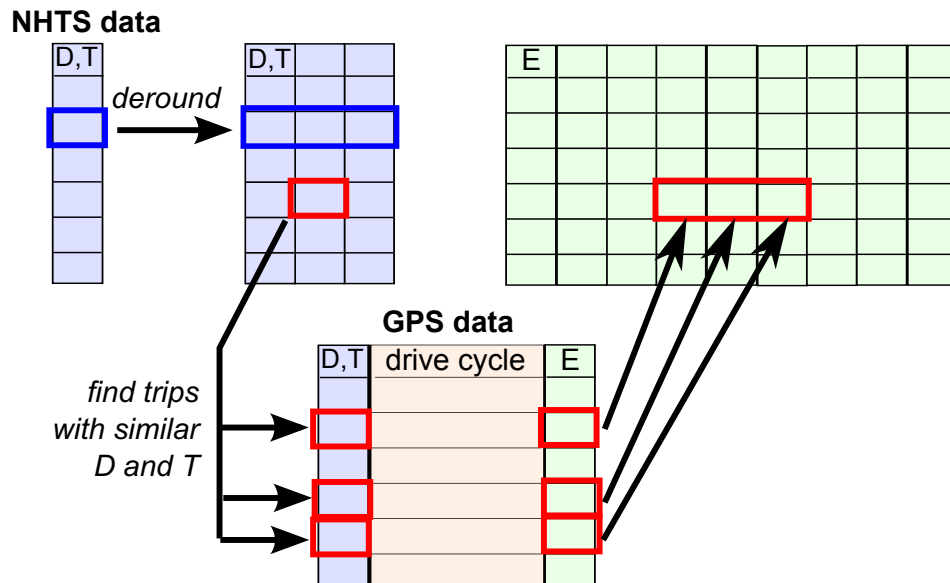 NHTS data
D,T
deround
D,T
E
GPS data
D,T
drive cycle
E
find trips
with similar
D and T